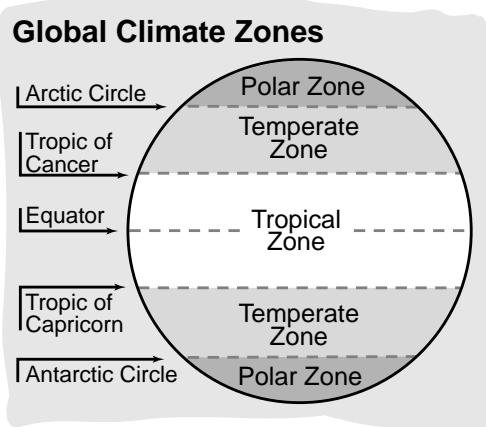 Global Climate Zones
Arctic Circle
Polar Zone
Tropic of
Cancer
Temperate
Zone
Equator
Tropical
Zone
Tropic of
Capricorn
Temperate
Zone
Antarctic Circle
Polar Zone